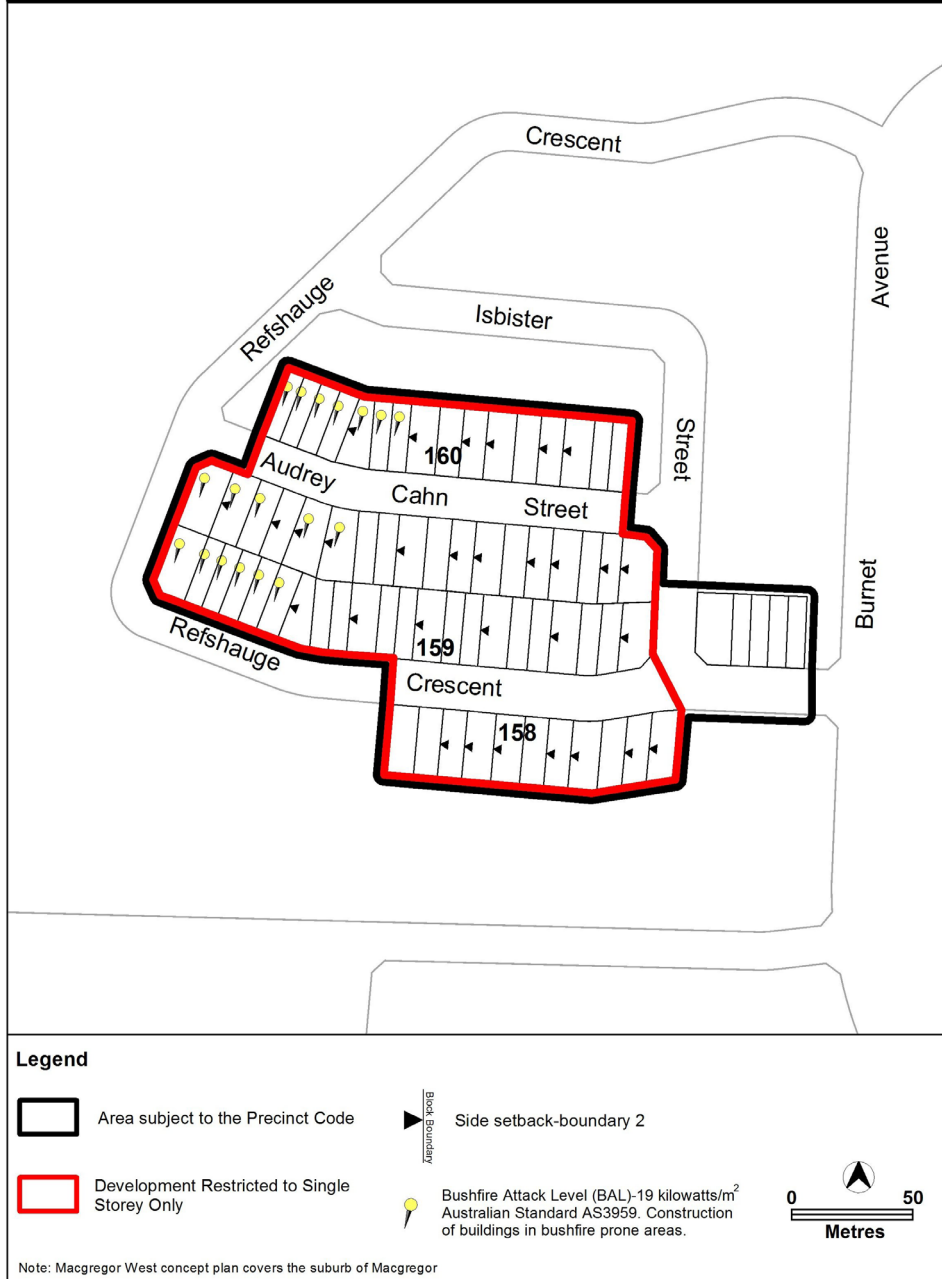 Crescent
Avenue
Refshauge
Isbister
Street
160
Audrey
Cahn
Street
Burnet
Refshauge
159
Crescent
158
Legend
Area subject to the Precinct Code
Block Boundary
Side setback-boundary 2
Development Restricted to Single
Storey Only
Bushfire Attack Level (BAL)-19 kilowatts/m²
Australian Standard AS3959. Construction
of buildings in bushfire prone areas.
0 50
Metres
Note: Macgregor West concept plan covers the suburb of Macgregor